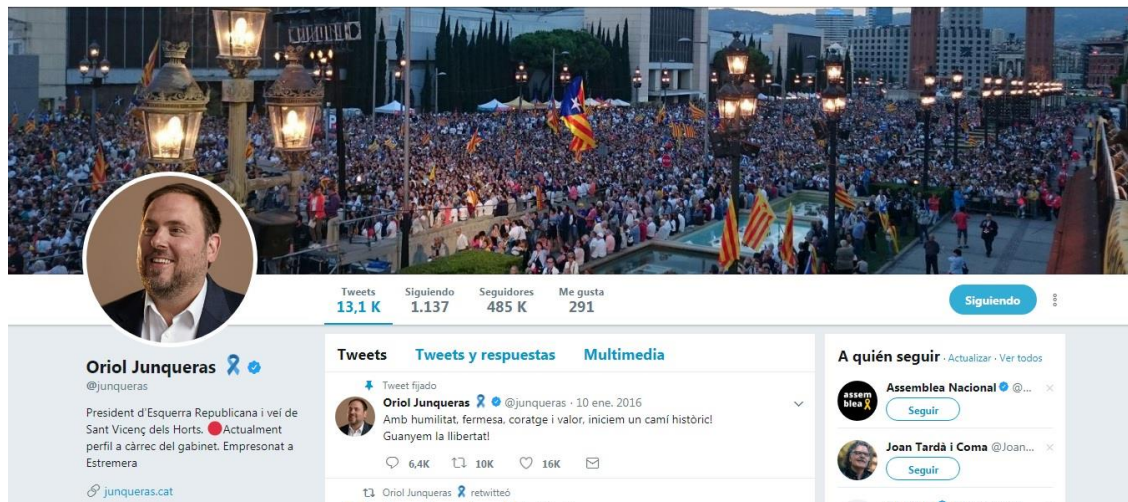 Tweets
13,1 K
Siguiendo
1.137
Seguidores
485 K
Me gusta
291
Siguiendo
Oriol Junqueras
@junqueras
President d'Esquerra Republicana i veí de
Sant Vicenç dels Horts. Actualment
perfil a càrrec del gabinet. Empresonat a
Estremera
junqueras.cat
Tweets Tweets y respuestas Multimedia
Tweet fijado
Oriol Junqueras @junqueras · 10 ene. 2016
Amb humilitat, fermesa, coratge i valor, iniciem un camí històric!
Guanyem la llibertat!
6,4K 10K 16K
Oriol Junqueras retwitteó
A quién seguir · Actualizar · Ver todos
assem
blea
Assemblea Nacional @...
Seguir
Joan Tardà i Coma @Joan...
Seguir